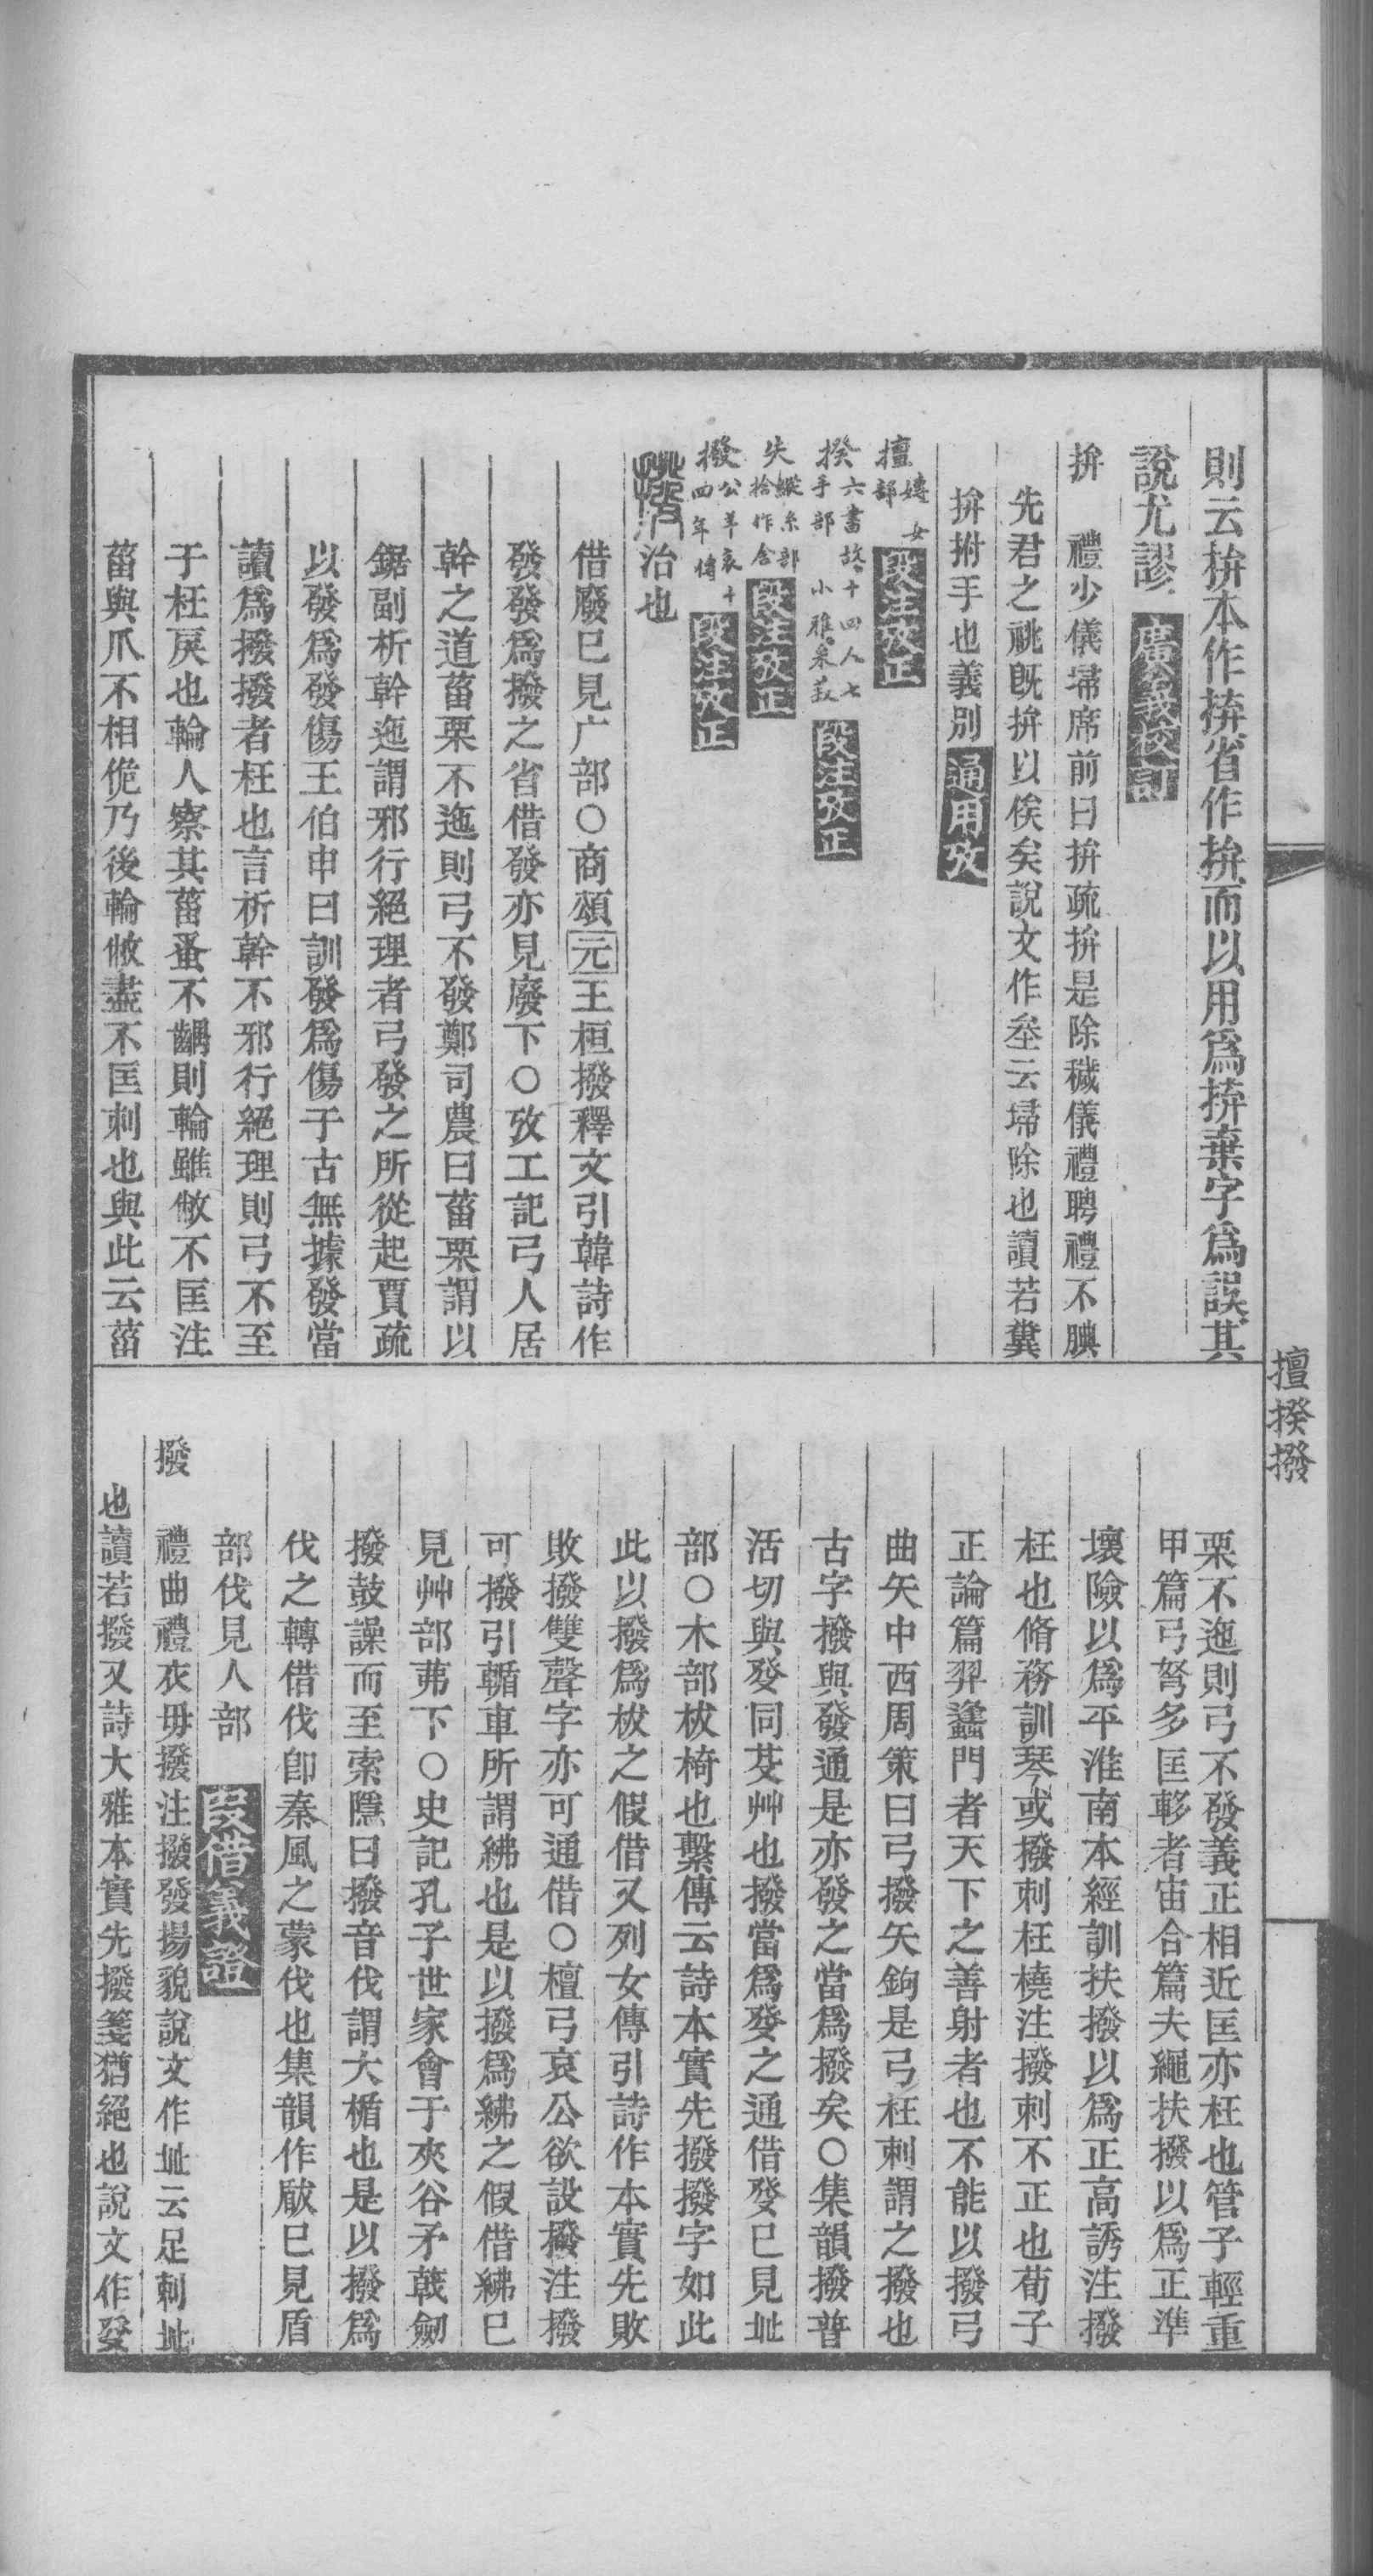 則云拚本作𢮓省作拚而以用爲𢮓棄字爲誤其
說尤謬 廣義校訂
拚 禮少儀埽席前曰拚疏拚是除穢儀禮聘禮不腆
先君之祧旣拚以俟矣說文作坌云埽除也讀若糞
拚拊手也義別 通用攷
擅 嫥女部 段注攷正
揆 六書故十四人七手部 小雅采菽 段注攷正
失 縱糸部捨作舍 段注攷正
撥 公羊哀十四年傳 段注攷正
撥 治也
借廢已見广部○商頌元王桓撥釋文引韓詩作
發發爲撥之省借發亦見廢下○攷工記弓人居
幹之道菑栗不迤則弓不發鄭司農曰菑栗謂以
鋸副析幹迤謂邪行絕理者弓發之所從起賈疏
以發爲發傷王伯申曰訓發爲傷于古無據發當
讀爲撥撥者枉也言析幹不邪行絕理則弓不至
于枉戾也輪人察其菑蚤不齵則輪雖敝不匡注
菑與爪不相佹乃後輪敝盡不匡刺也與此云菑
擅揆撥
栗不迤則弓不發義正相近匡亦枉也管子輕重
甲篇弓弩多匡䡔者宙合篇夫繩扶撥以爲正準
壞險以爲平淮南本經訓扶撥以爲正高誘注撥
枉也脩務訓琴或撥刺枉橈注撥刺不正也荀子
正論篇羿蠭門者天下之善射者也不能以撥弓
曲矢中西周策曰弓撥矢鉤是弓枉刺謂之撥也
古字撥與發通是亦發之當爲撥矣○集韻撥普
活切與癹同芟艸也撥當爲癹之通借癹已見址
部○木部柭椅也繫傳云詩本實先撥撥字如此
此以撥爲柭之假借又列女傳引詩作本實先敗
敗撥雙聲字亦可通借○檀弓哀公欲設撥注撥
可撥引輴車所謂紼也是以撥爲紼之假借紼已
見艸部茀下○史記孔子世家會于夾谷矛戟劒
撥鼓譟而至索隱曰撥音伐謂大楯也是以撥爲
伐之轉借伐卽秦風之蒙伐也集韻作瞂已見盾
部伐見人部 段借義證
撥 禮曲禮衣毋撥注撥發揚貌說文作址云足剌址
也讀若撥又詩大雅本實先撥箋猶絕也說文作癹